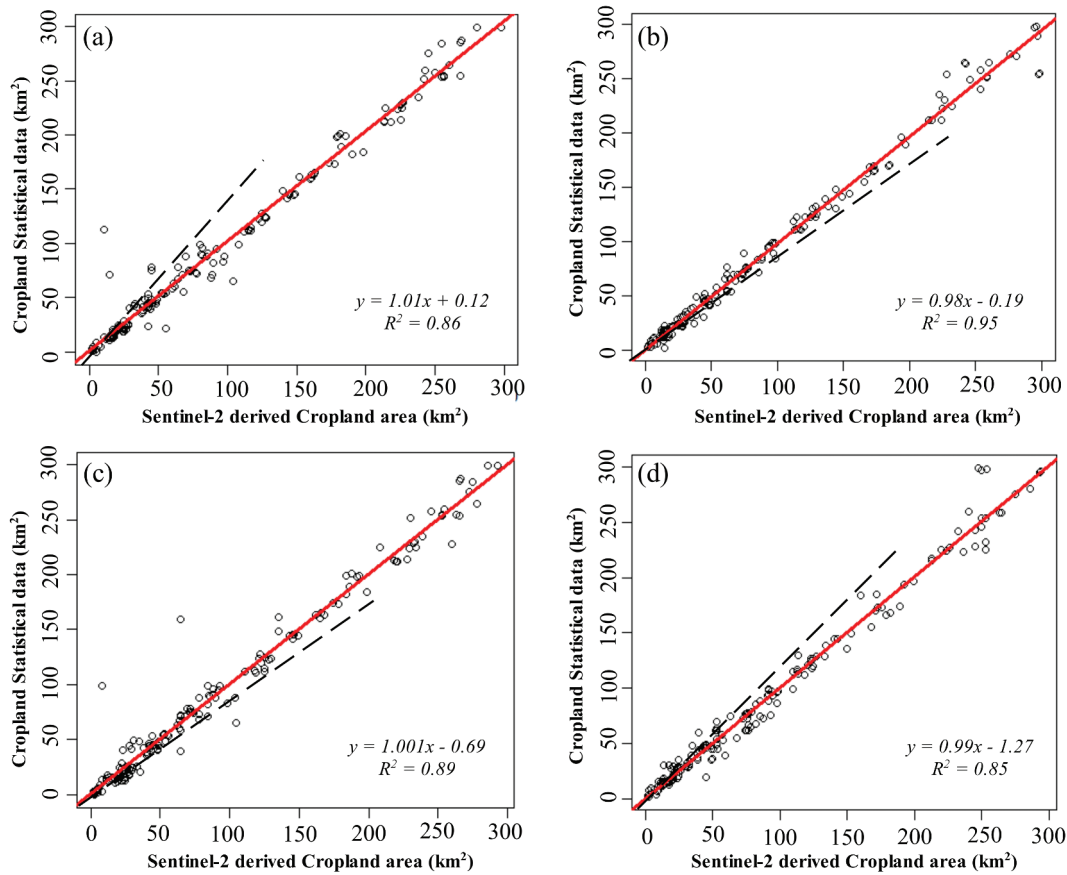 (a)
Cropland Statistical data (km²)
300
250
200
150
100
50
0
y = 1.01x + 0.12
R² = 0.86
0 50 100 150 200 250 300
Sentinel-2 derived Cropland area (km²)
(b)
Cropland Statistical data (km²)
300
250
200
150
100
50
0
y = 0.98x - 0.19
R² = 0.95
0 50 100 150 200 250 300
Sentinel-2 derived Cropland area (km²)
(c)
Cropland Statistical data (km²)
300
250
200
150
100
50
0
y = 1.001x - 0.69
R² = 0.89
0 50 100 150 200 250 300
Sentinel-2 derived Cropland area (km²)
(d)
Cropland Statistical data (km²)
300
250
200
150
100
50
0
y = 0.99x - 1.27
R² = 0.85
0 50 100 150 200 250 300
Sentinel-2 derived Cropland area (km²)